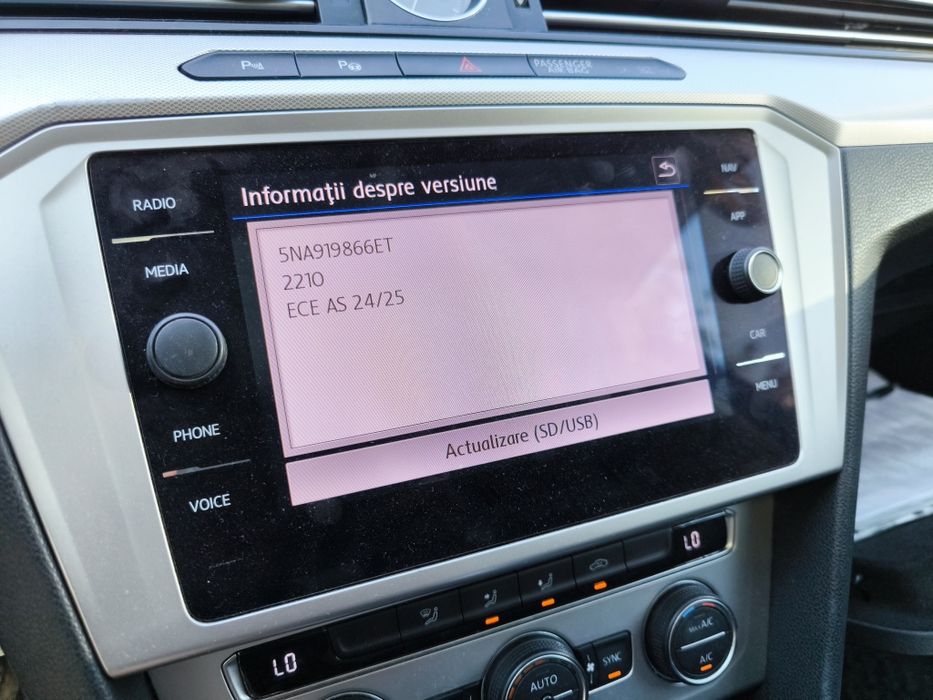 P
P
PASSENGER
AIR BAG
RADIO
MEDIA
PHONE
VOICE
Informaţii despre versiune
5NA919866ET
2210
ECE AS 24/25
Actualizare (SD/USB)
NAV
APP
CAR
MENU
LO
LO
AUTO
SYNC
MAX A/C
A/C